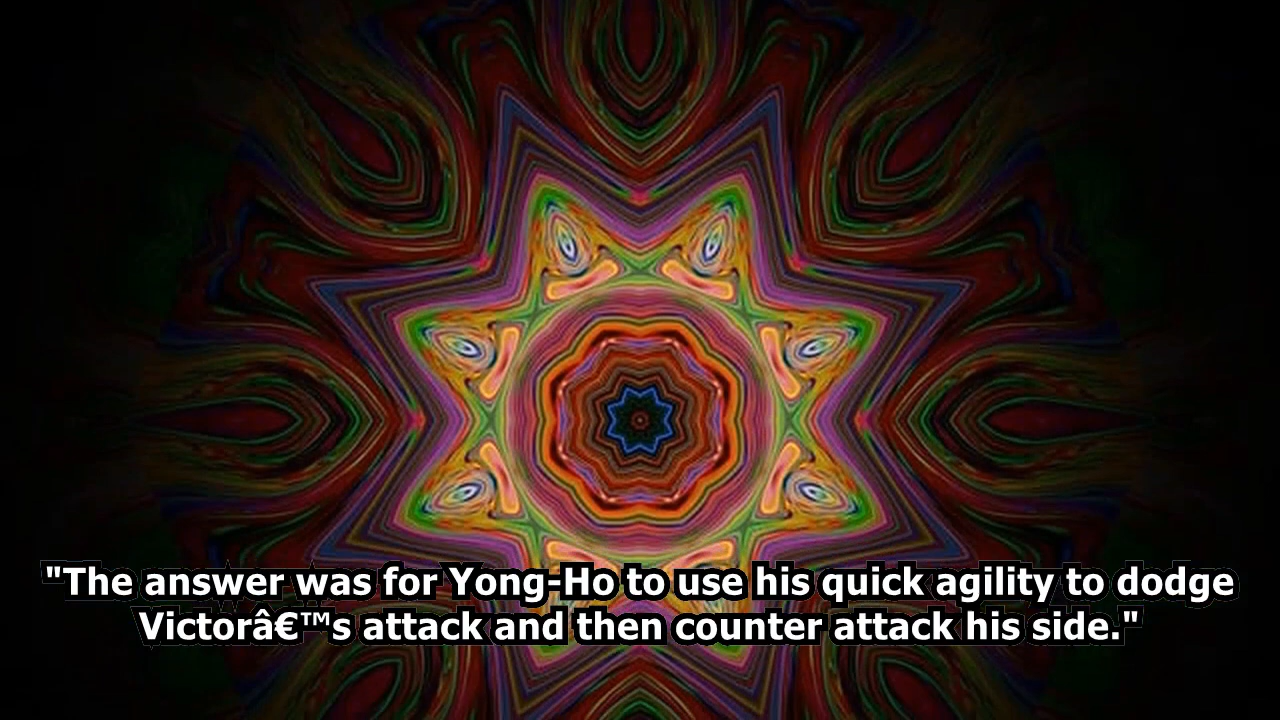 "The answer was for Yong-Ho to use his quick agility to dodge
Victorâ€™s attack and then counter attack his side."